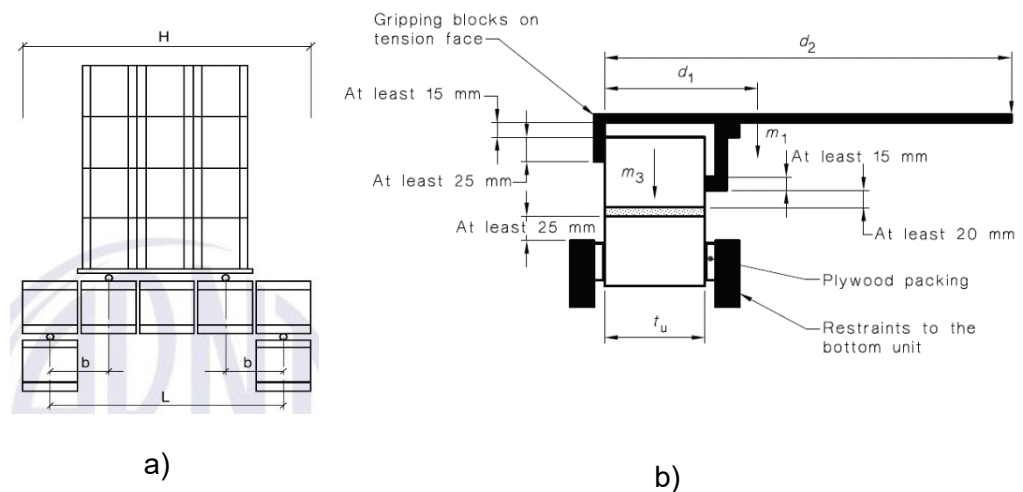 H
b
b
L
a)
Gripping blocks on
tension face
At least 15 mm
At least 25 mm
At least 25 mm
d2
d1
m1
m3
At least 15 mm
At least 20 mm
Plywood packing
Restraints to the
bottom unit
tu
b)